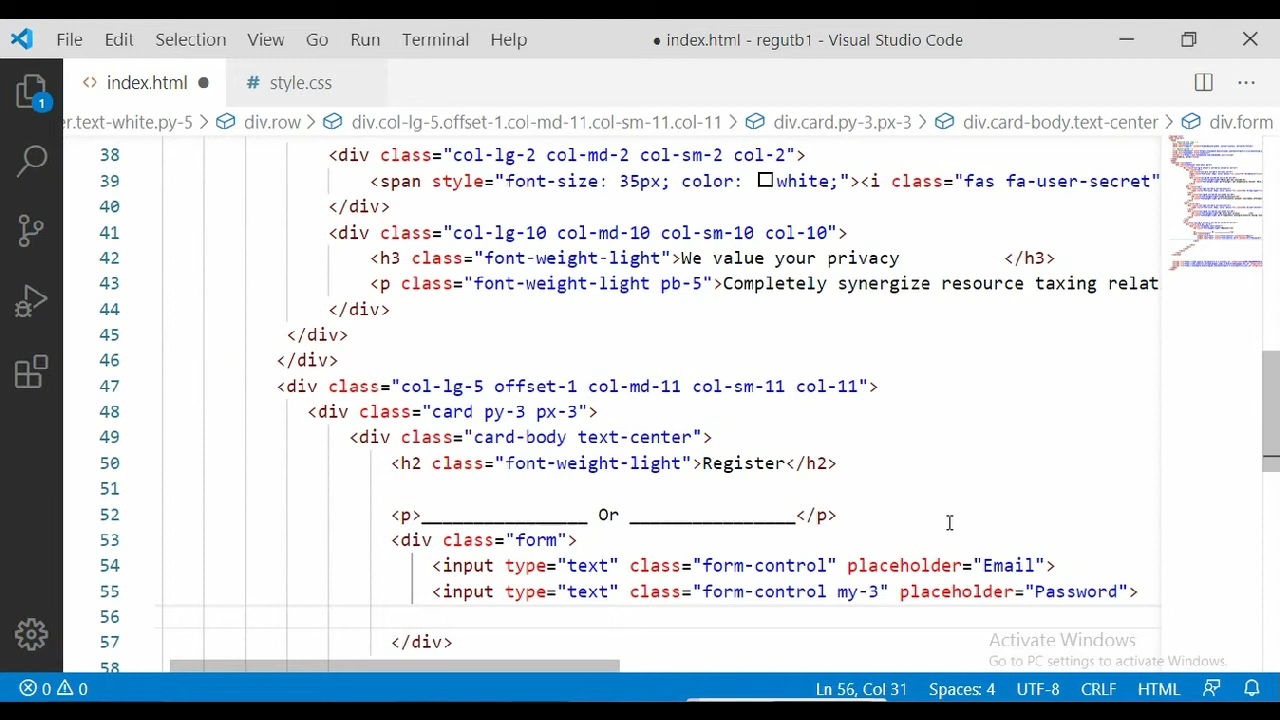 File Edit Selection View Go Run Terminal Help ● index.html - regutb1 - Visual Studio Code
<> index.html ● # style.css ...
er.text-white.py-5 > div.row > div.col-lg-5.offset-1.col-md-11.col-sm-11.col-11 > div.card.py-3.px-3 > div.card-body.text-center > div.form
1
38 <div class="col-lg-2 col-md-2 col-sm-2 col-2">
39 <span style="font-size: 35px; color: white;"><i class="fas fa-user-secret"
40 </div>
41 <div class="col-lg-10 col-md-10 col-sm-10 col-10">
42 <h3 class="font-weight-light">We value your privacy </h3>
43 <p class="font-weight-light pb-5">Completely synergize resource taxing relat
44 </div>
45 </div>
46 </div>
47 <div class="col-lg-5 offset-1 col-md-11 col-sm-11 col-11">
48 <div class="card py-3 px-3">
49 <div class="card-body text-center">
50 <h2 class="font-weight-light">Register</h2>
51
52 <p>________________ Or ________________</p>
53 <div class="form">
54 <input type="text" class="form-control" placeholder="Email">
55 <input type="text" class="form-control my-3" placeholder="Password">
56
57 </div>
58
Activate Windows
Go to PC settings to activate Windows.
0 0 Ln 56, Col 31 Spaces: 4 UTF-8 CRLF HTML